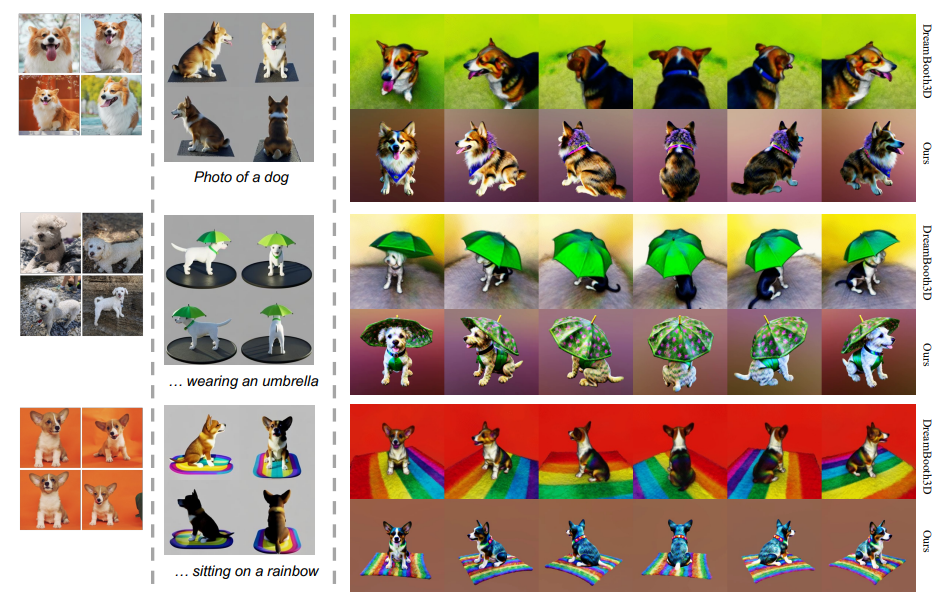 DreamBooth3D
Ours
Photo of a dog
DreamBooth3D
Ours
... wearing an umbrella
DreamBooth3D
Ours
... sitting on a rainbow